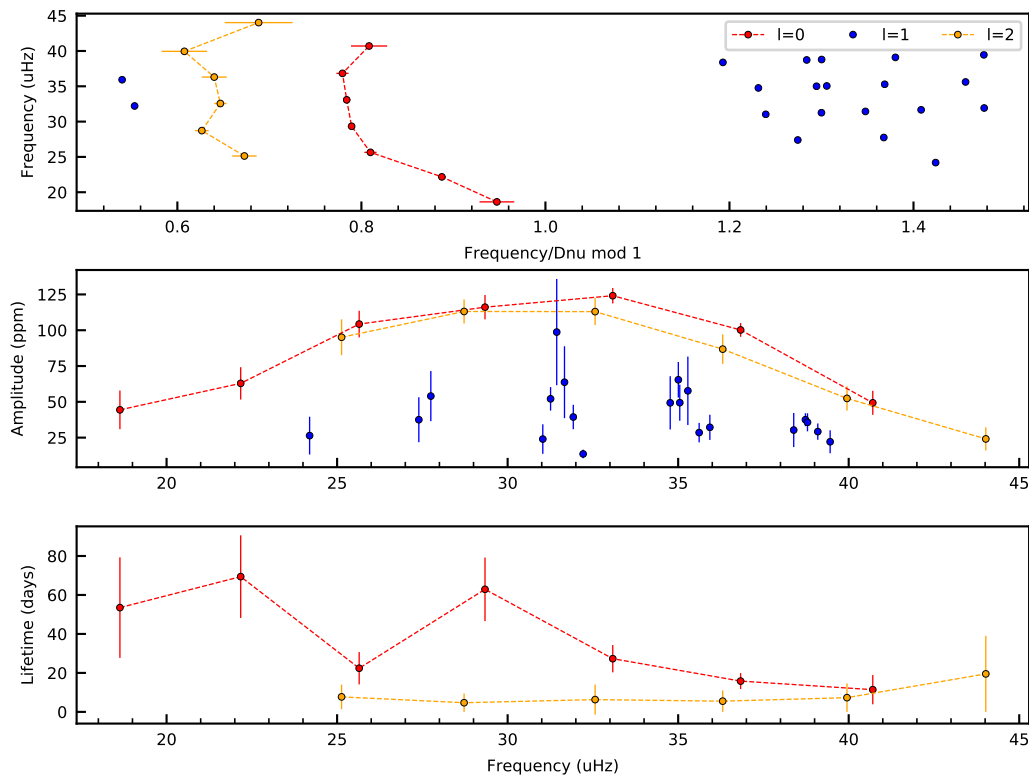 l=0 l=1 l=2
45
40
35
30
25
20
Frequency (uHz)
0.6 0.8 1.0 1.2 1.4
Frequency/Dnu mod 1
125
100
75
50
25
Amplitude (ppm)
20 25 30 35 40 45
80
60
40
20
0
Lifetime (days)
20 25 30 35 40 45
Frequency (uHz)